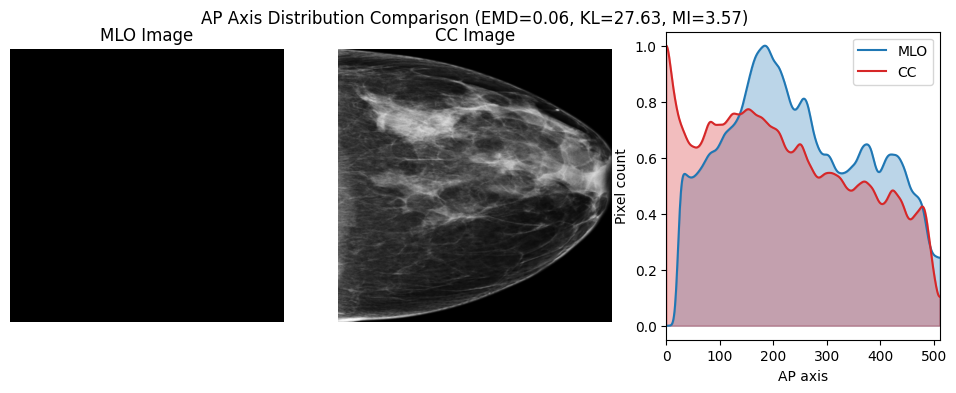 AP Axis Distribution Comparison (EMD=0.06, KL=27.63, MI=3.57)
MLO Image
CC Image
MLO
CC
Pixel count
1.0
0.8
0.6
0.4
0.2
0.0
0 100 200 300 400 500
AP axis